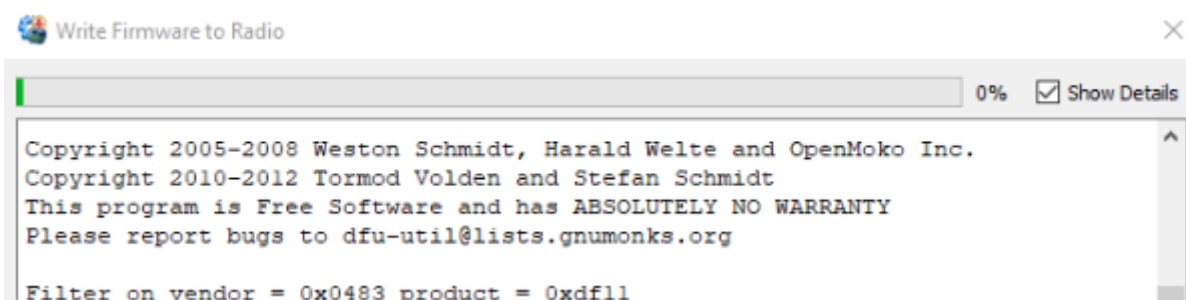 Write Firmware to Radio
0% Show Details
Copyright 2005-2008 Weston Schmidt, Harald Welte and OpenMoko Inc.
Copyright 2010-2012 Tormod Volden and Stefan Schmidt
This program is Free Software and has ABSOLUTELY NO WARRANTY
Please report bugs to dfu-util@lists.gnumonks.org
Filter on vendor = 0x0483 product = 0xdf11